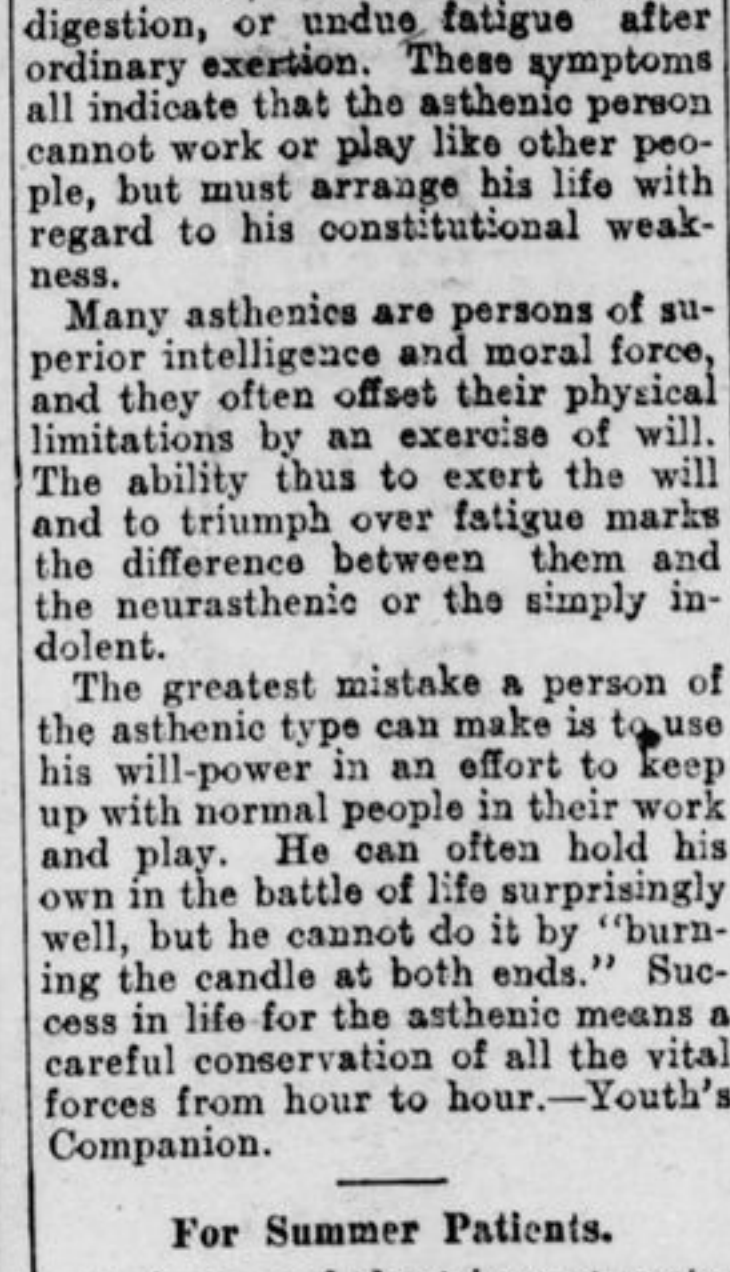 digestion, or undue fatigue after
ordinary exertion. These symptoms
all indicate that the asthenic person
cannot work or play like other peo-
ple, but must arrange his life with
regard to his constitutional weak-
ness.
Many asthenics are persons of su-
perior intelligence and moral force,
and they often offset their physical
limitations by an exercise of will.
The ability thus to exert the will
and to triumph over fatigue marks
the difference between them and
the neurasthenic or the simply in-
dolent.
The greatest mistake a person of
the asthenic type can make is to use
his will-power in an effort to keep
up with normal people in their work
and play. He can often hold his
own in the battle of life surprisingly
well, but he cannot do it by "burn-
ing the candle at both ends." Suc-
cess in life for the asthenic means a
careful conservation of all the vital
forces from hour to hour.—Youth's
Companion.
For Summer Patients.